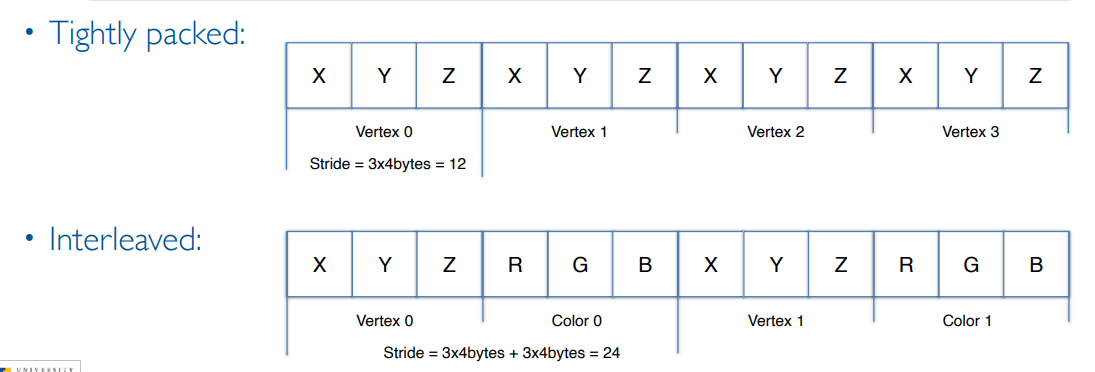 • Tightly packed:
X Y Z X Y Z X Y Z X Y Z
Vertex 0 Vertex 1 Vertex 2 Vertex 3
Stride = 3x4bytes = 12
• Interleaved:
X Y Z R G B X Y Z R G B
Vertex 0 Color 0 Vertex 1 Color 1
Stride = 3x4bytes + 3x4bytes = 24
UNIVERSITY